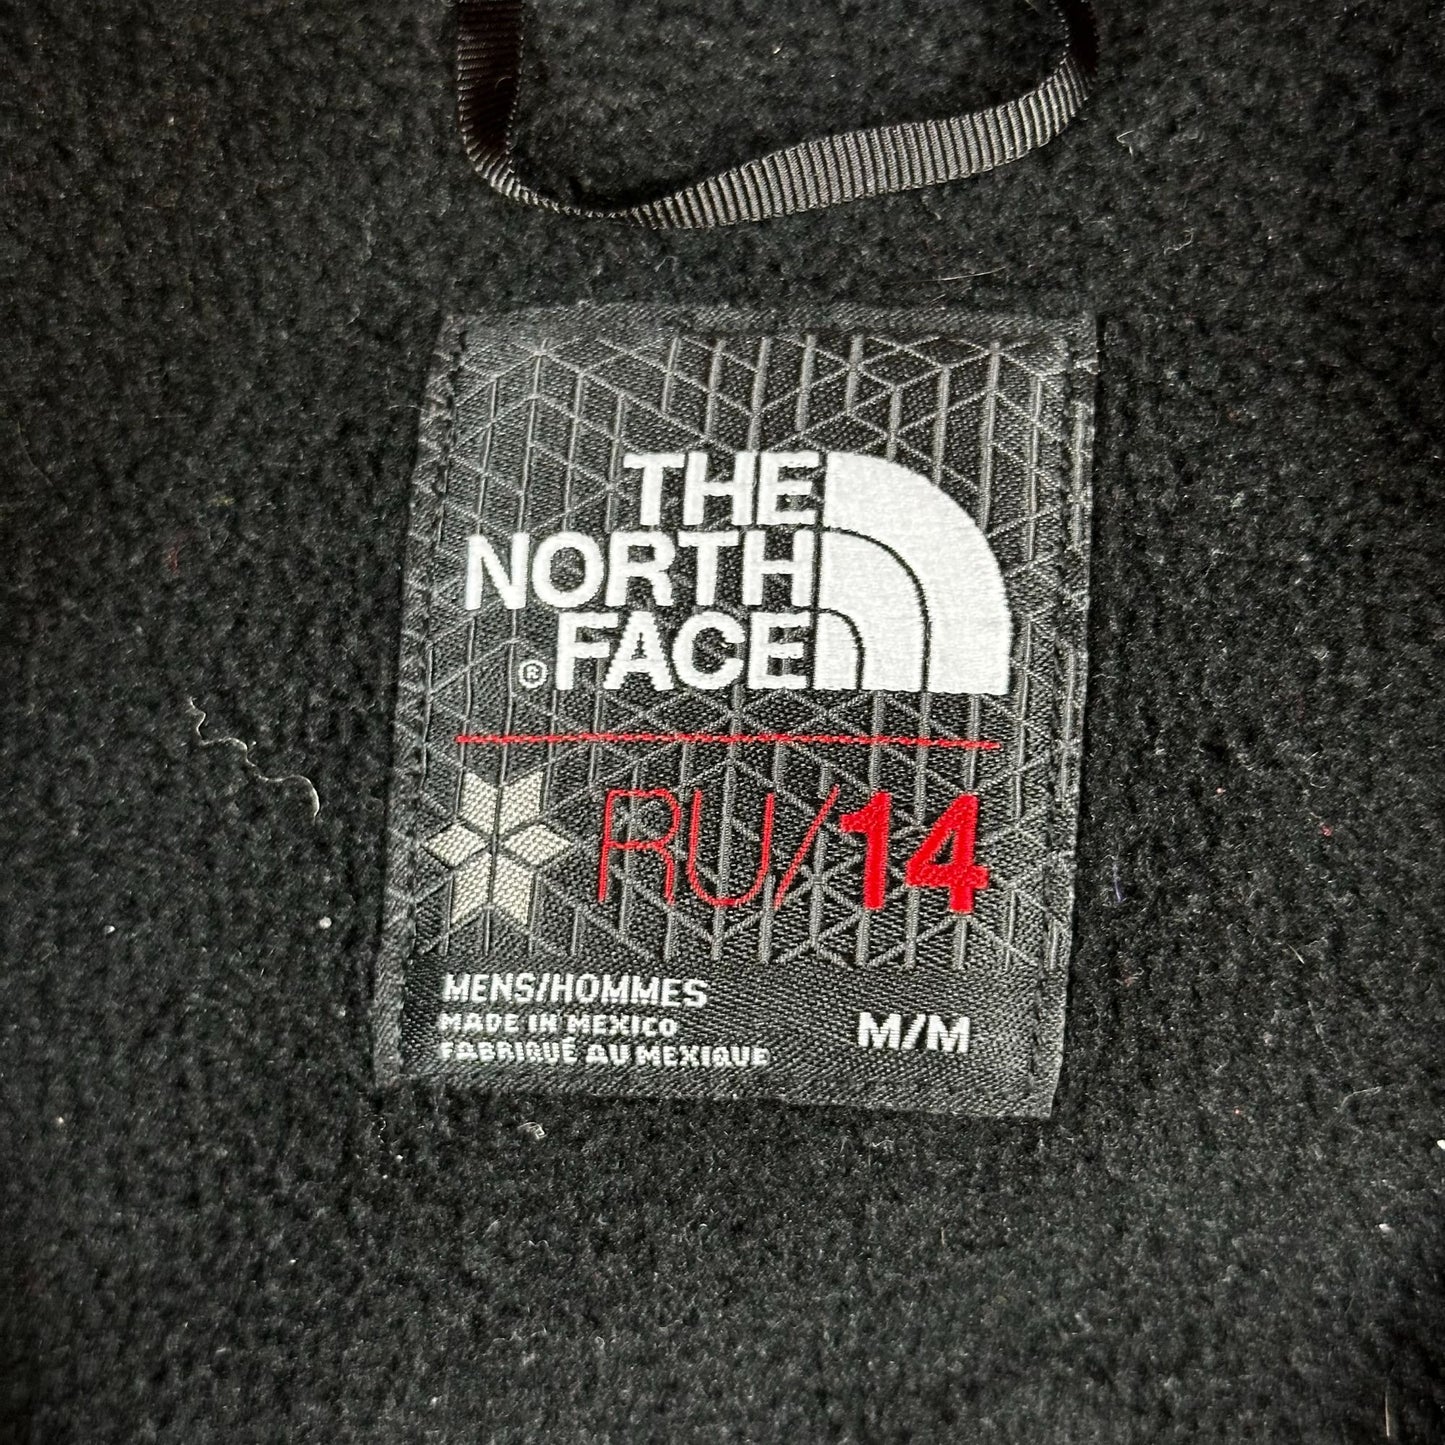 THE
NORTH
® FACE
RU/14
MENS/HOMMES
MADE IN MEXICO
FABRIQUÉ AU MEXIQUE
M/M